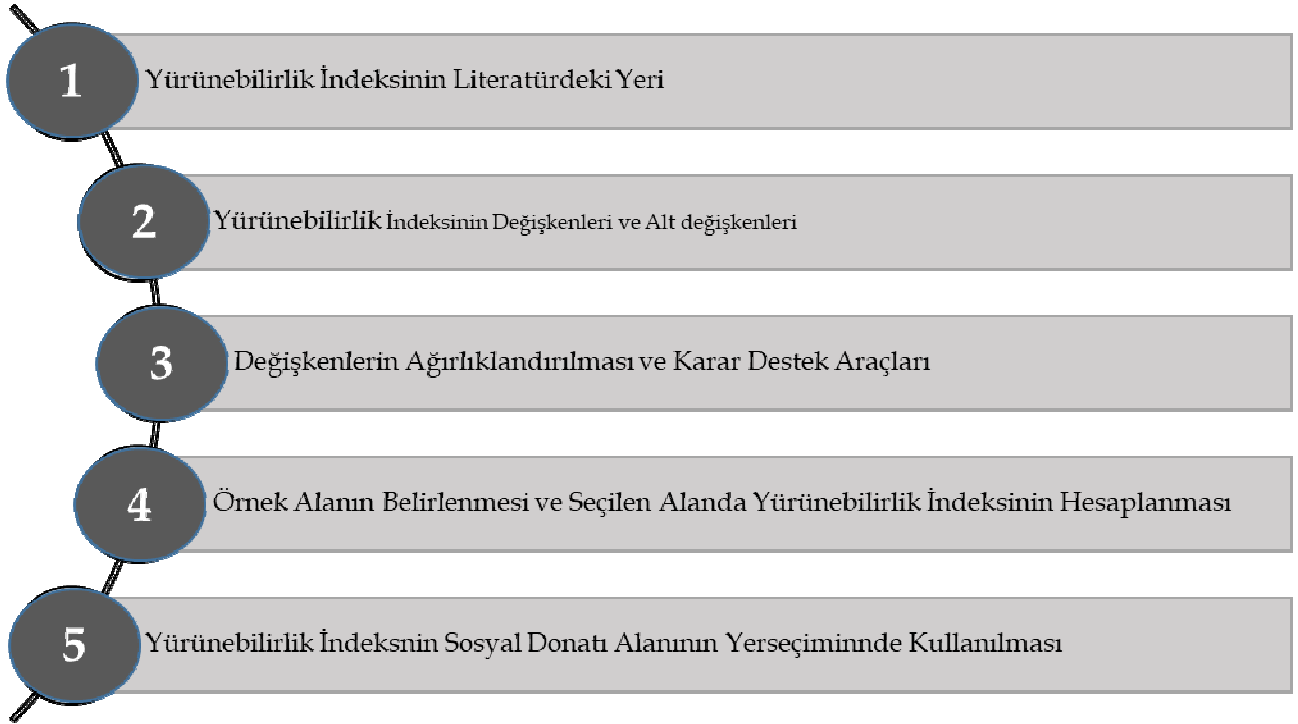 1 Yürünebilirlik İndeksinin Literatürdeki Yeri
2 Yürünebilirlik İndeksinin Değişkenleri ve Alt değişkenleri
3 Değişkenlerin Ağırlıklandırılması ve Karar Destek Araçları
4 Örnek Alanın Belirlenmesi ve Seçilen Alanda Yürünebilirlik İndeksinin Hesaplanması
5 Yürünebilirlik İndeksnin Sosyal Donatı Alanının Yerseçiminnde Kullanılması